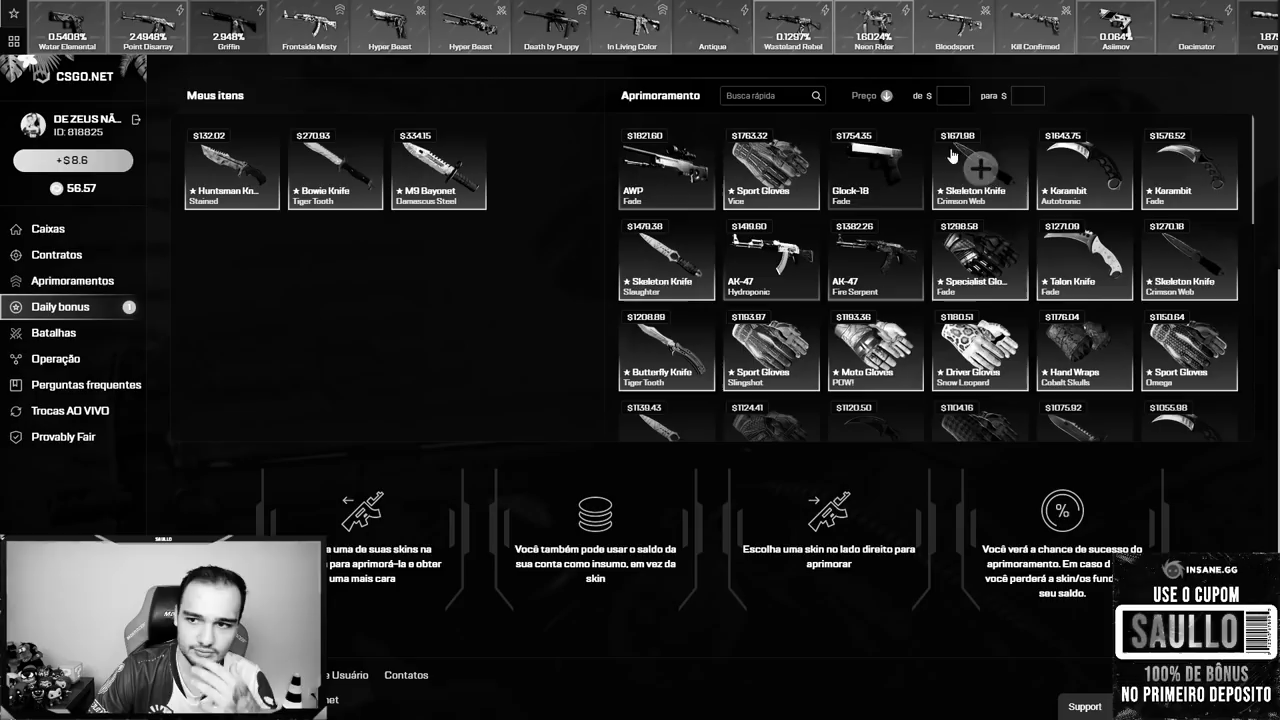 0.5408%
Water Elemental
2.4948%
Point Disarray
2.948%
Griffin
Frontside Misty
Hyper Beast
Hyper Beast
Death by Puppy
In Living Color
Antique
0.1297%
Wasteland Rebel
1.6024%
Neon Rider
Bloodsport
Kill Confirmed
0.064%
Asiimov
Decimator
CSGO.NET
DE ZEUS NÃ...
ID: 818825
+$ 8.6
56.57
Caixas
Contratos
Aprimoramentos
Daily bonus
1
Batalhas
Operação
Perguntas frequentes
Trocas AO VIVO
Provably Fair
Meus itens
$132.02
★ Huntsman Kn...
Stained
$270.93
★ Bowie Knife
Tiger Tooth
$334.15
★ M9 Bayonet
Damascus Steel
Aprimoramento
Busca rápida
Preço
de $
para $
$1821.60
AWP
Fade
$1763.32
★ Sport Gloves
Vice
$1754.35
Glock-18
Fade
$1671.98
★ Skeleton Knife
Crimson Web
$1643.75
★ Karambit
Autotronic
$1576.52
★ Karambit
Fade
$1479.38
★ Skeleton Knife
Slaughter
$1419.60
AK-47
Hydroponic
$1382.26
AK-47
Fire Serpent
$1298.58
★ Specialist Glo...
Fade
$1271.09
★ Talon Knife
Fade
$1270.18
★ Skeleton Knife
Crimson Web
$1208.89
★ Butterfly Knife
Tiger Tooth
$1193.97
★ Sport Gloves
Slingshot
$1193.36
★ Moto Gloves
POW!
$1180.51
★ Driver Gloves
Snow Leopard
$1176.04
★ Hand Wraps
Cobalt Skulls
$1150.64
★ Sport Gloves
Omega
$1139.43
$1124.41
$1120.50
$1104.16
$1075.92
$1055.98
uma de suas skins na
para aprimorá-la e obter
uma mais cara
Você também pode usar o saldo da
sua conta como insumo, em vez da
skin
Escolha uma skin no lado direito para
aprimorar
%
Você verá a chance de sucesso do
aprimoramento. Em caso d
você perderá a skin/os fund
seu saldo.
SAULLO
e Usuário
Contatos
net
Support
INSANE.GG
USE O CUPOM
SAULLO
100% DE BÔNUS
NO PRIMEIRO DEPOSITO